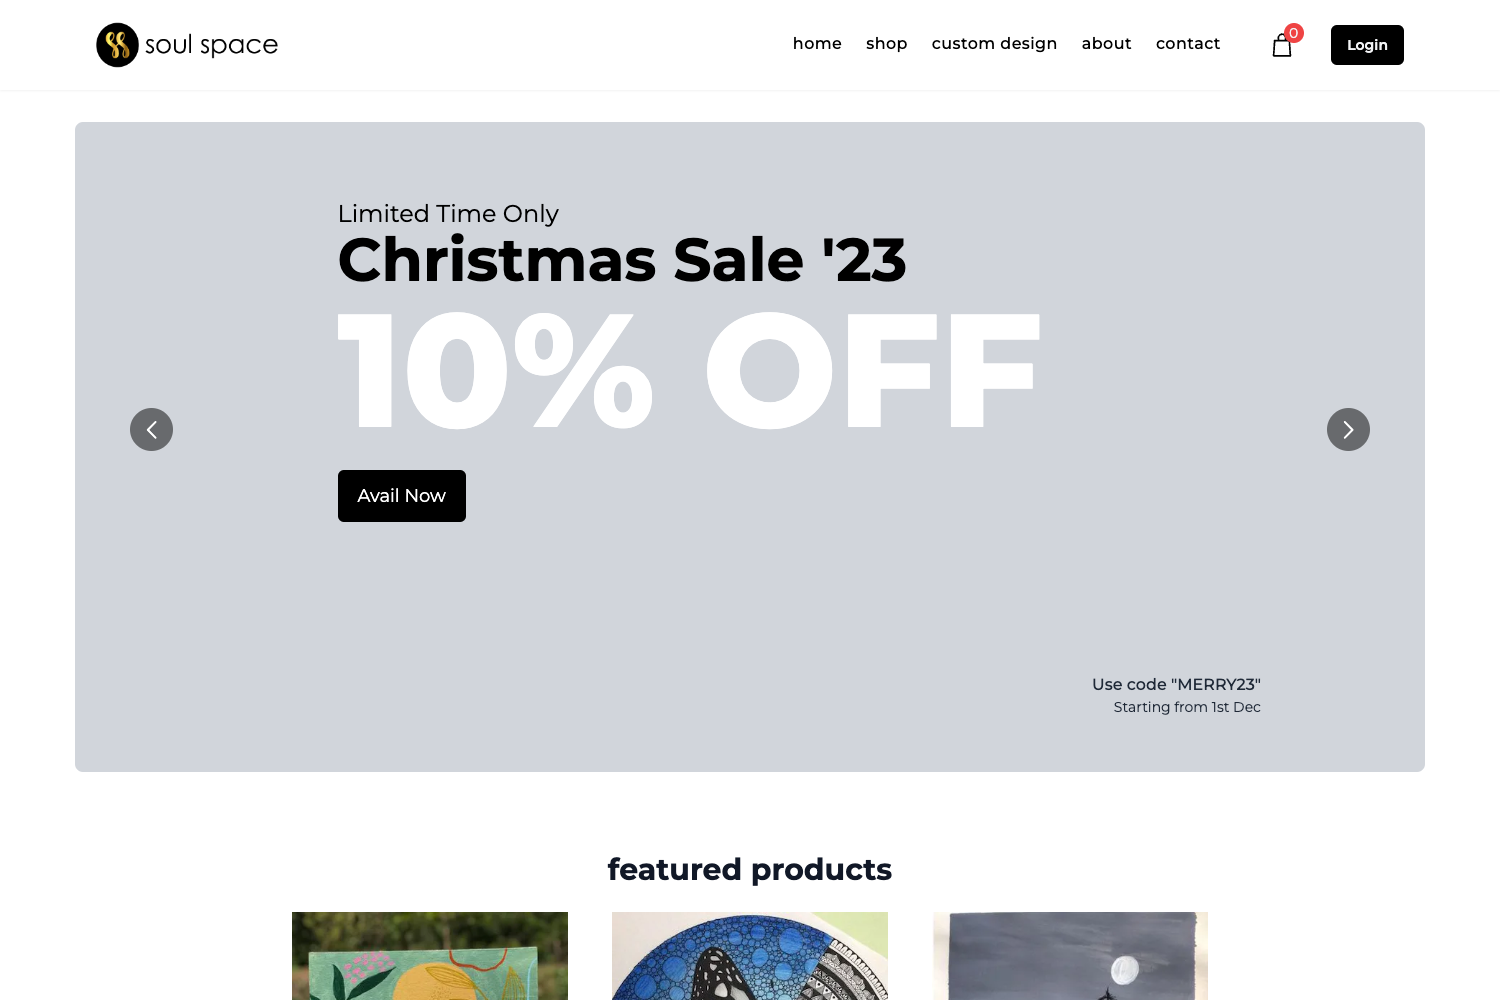 soul space
home shop custom design about contact 0 Login
Limited Time Only
Christmas Sale '23
10% OFF
Avail Now
Use code "MERRY23"
Starting from 1st Dec
featured products